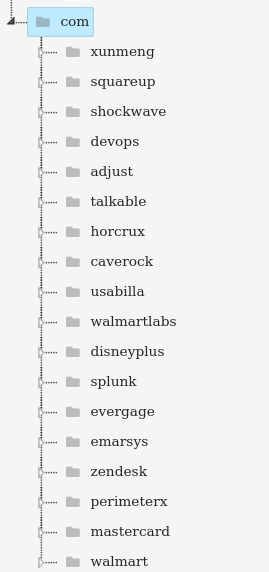 com
xunmeng
squareup
shockwave
devops
adjust
talkable
horcrux
caverock
usabilla
walmartlabs
disneyplus
splunk
evergage
emarsys
zendesk
perimeterx
mastercard
walmart